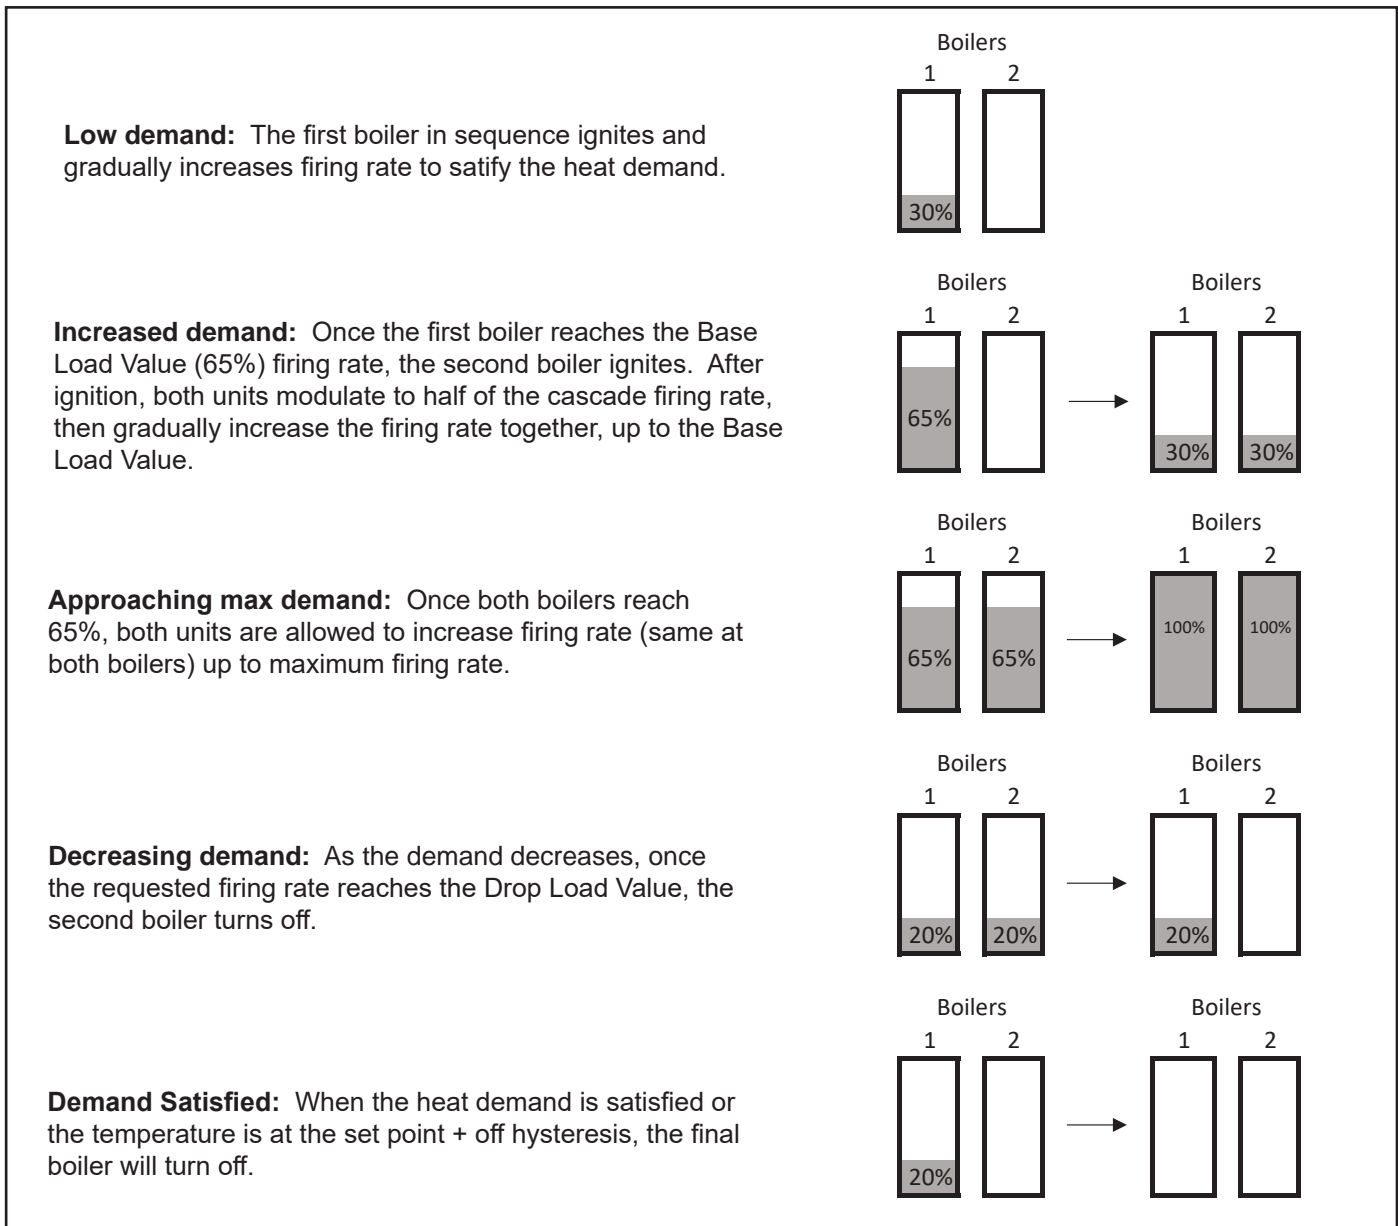 Boilers
1 2
Low demand: The first boiler in sequence ignites and
gradually increases firing rate to satify the heat demand.
30%
Boilers Boilers
1 2 1 2
Increased demand: Once the first boiler reaches the Base
Load Value (65%) firing rate, the second boiler ignites. After
ignition, both units modulate to half of the cascade firing rate,
then gradually increase the firing rate together, up to the Base
Load Value.
65% 30% 30%
Boilers Boilers
1 2 1 2
Approaching max demand: Once both boilers reach
65%, both units are allowed to increase firing rate (same at
both boilers) up to maximum firing rate.
65% 65% 100% 100%
Boilers Boilers
1 2 1 2
Decreasing demand: As the demand decreases, once
the requested firing rate reaches the Drop Load Value, the
second boiler turns off.
20% 20% 20%
Boilers Boilers
1 2 1 2
Demand Satisfied: When the heat demand is satisfied or
the temperature is at the set point + off hysteresis, the final
boiler will turn off.
20%